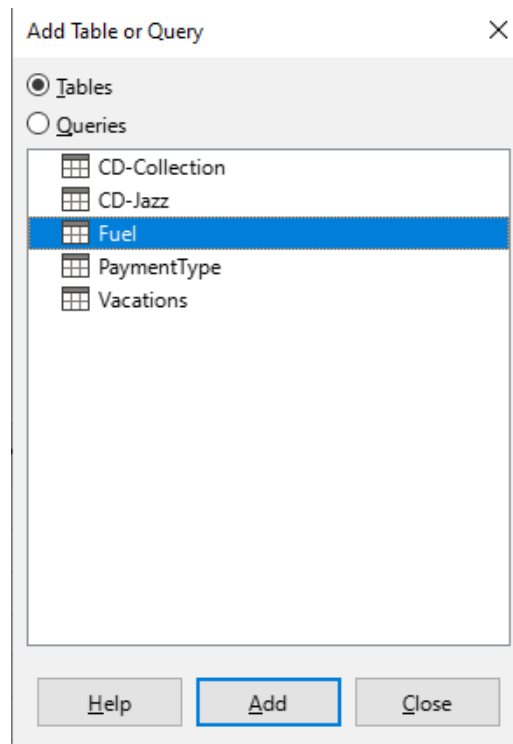 Add Table or Query
Tables
Queries
CD-Collection
CD-Jazz
Fuel
PaymentType
Vacations
Help Add Close